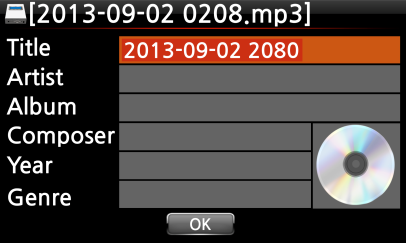 [2013-09-02 0208.mp3]
Title 2013-09-02 2080
Artist
Album
Composer
Year
Genre
OK